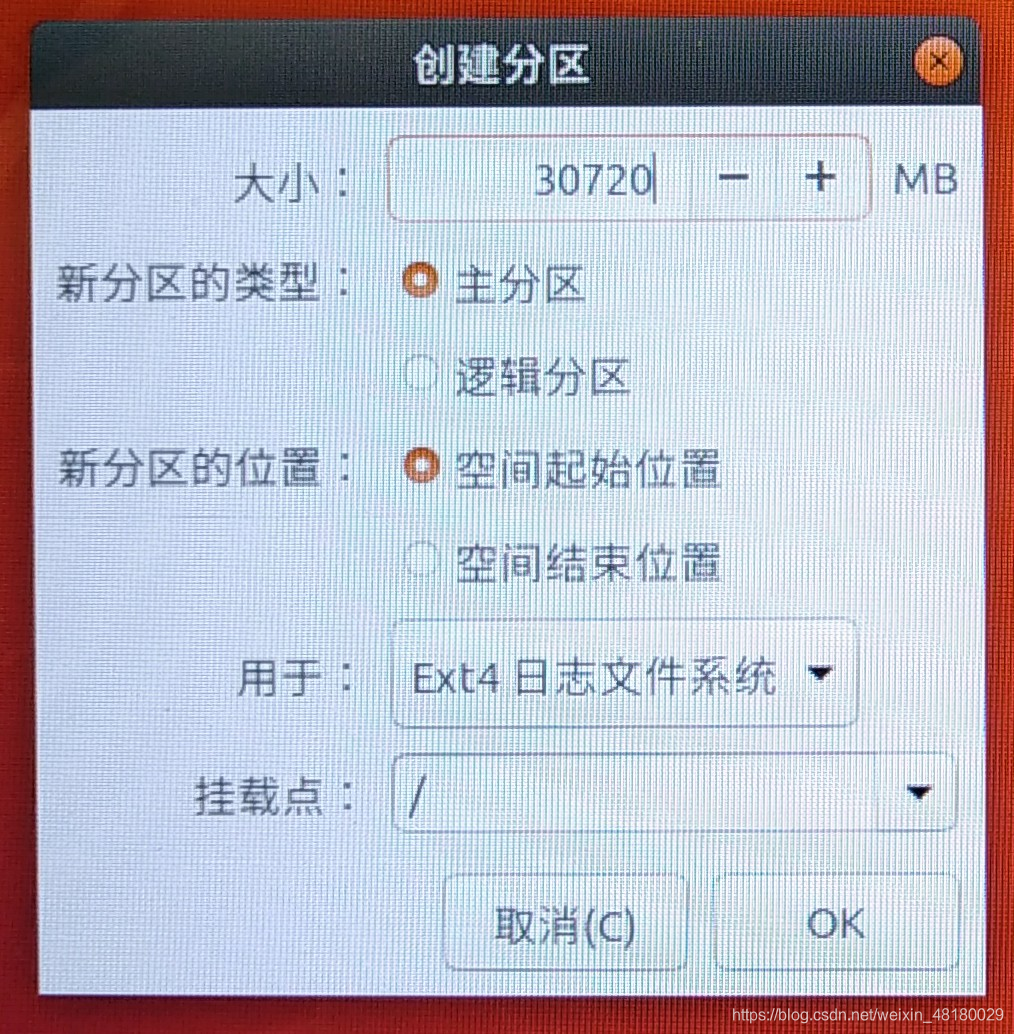 创建分区
大小： 30720 − + MB
新分区的类型： 主分区
逻辑分区
新分区的位置： 空间起始位置
空间结束位置
用于： Ext4 日志文件系统
挂载点： /
取消(C) OK
https://blog.csdn.net/weixin_48180029